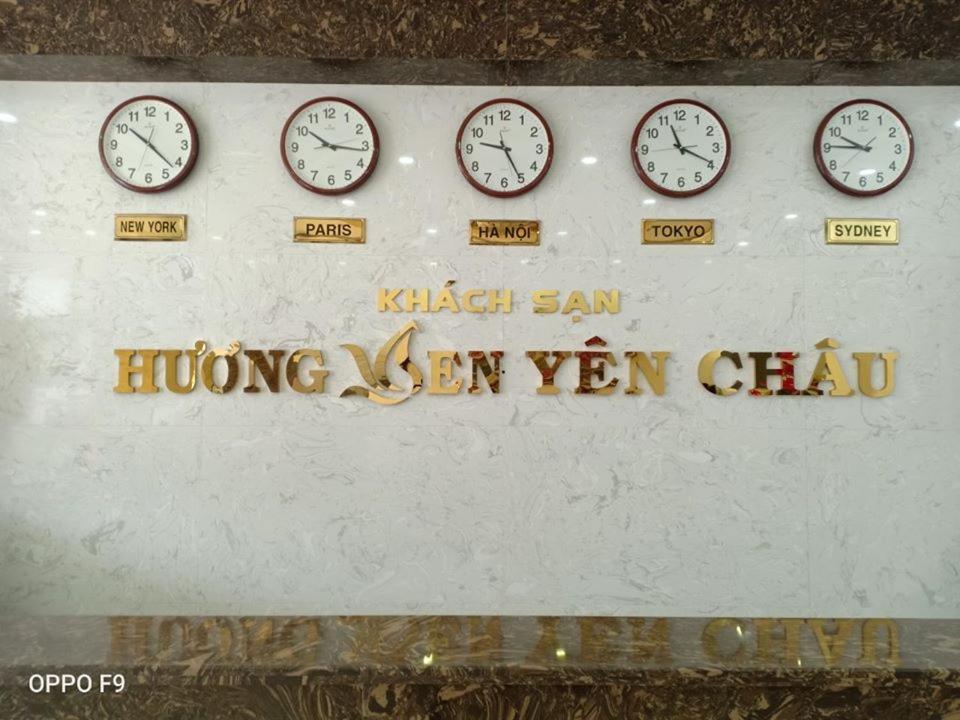 NEW YORK
PARIS
HÀ NỘI
TOKYO
SYDNEY
KHÁCH SẠN
HƯƠNG SEN YÊN CHÂU
OPPO F9